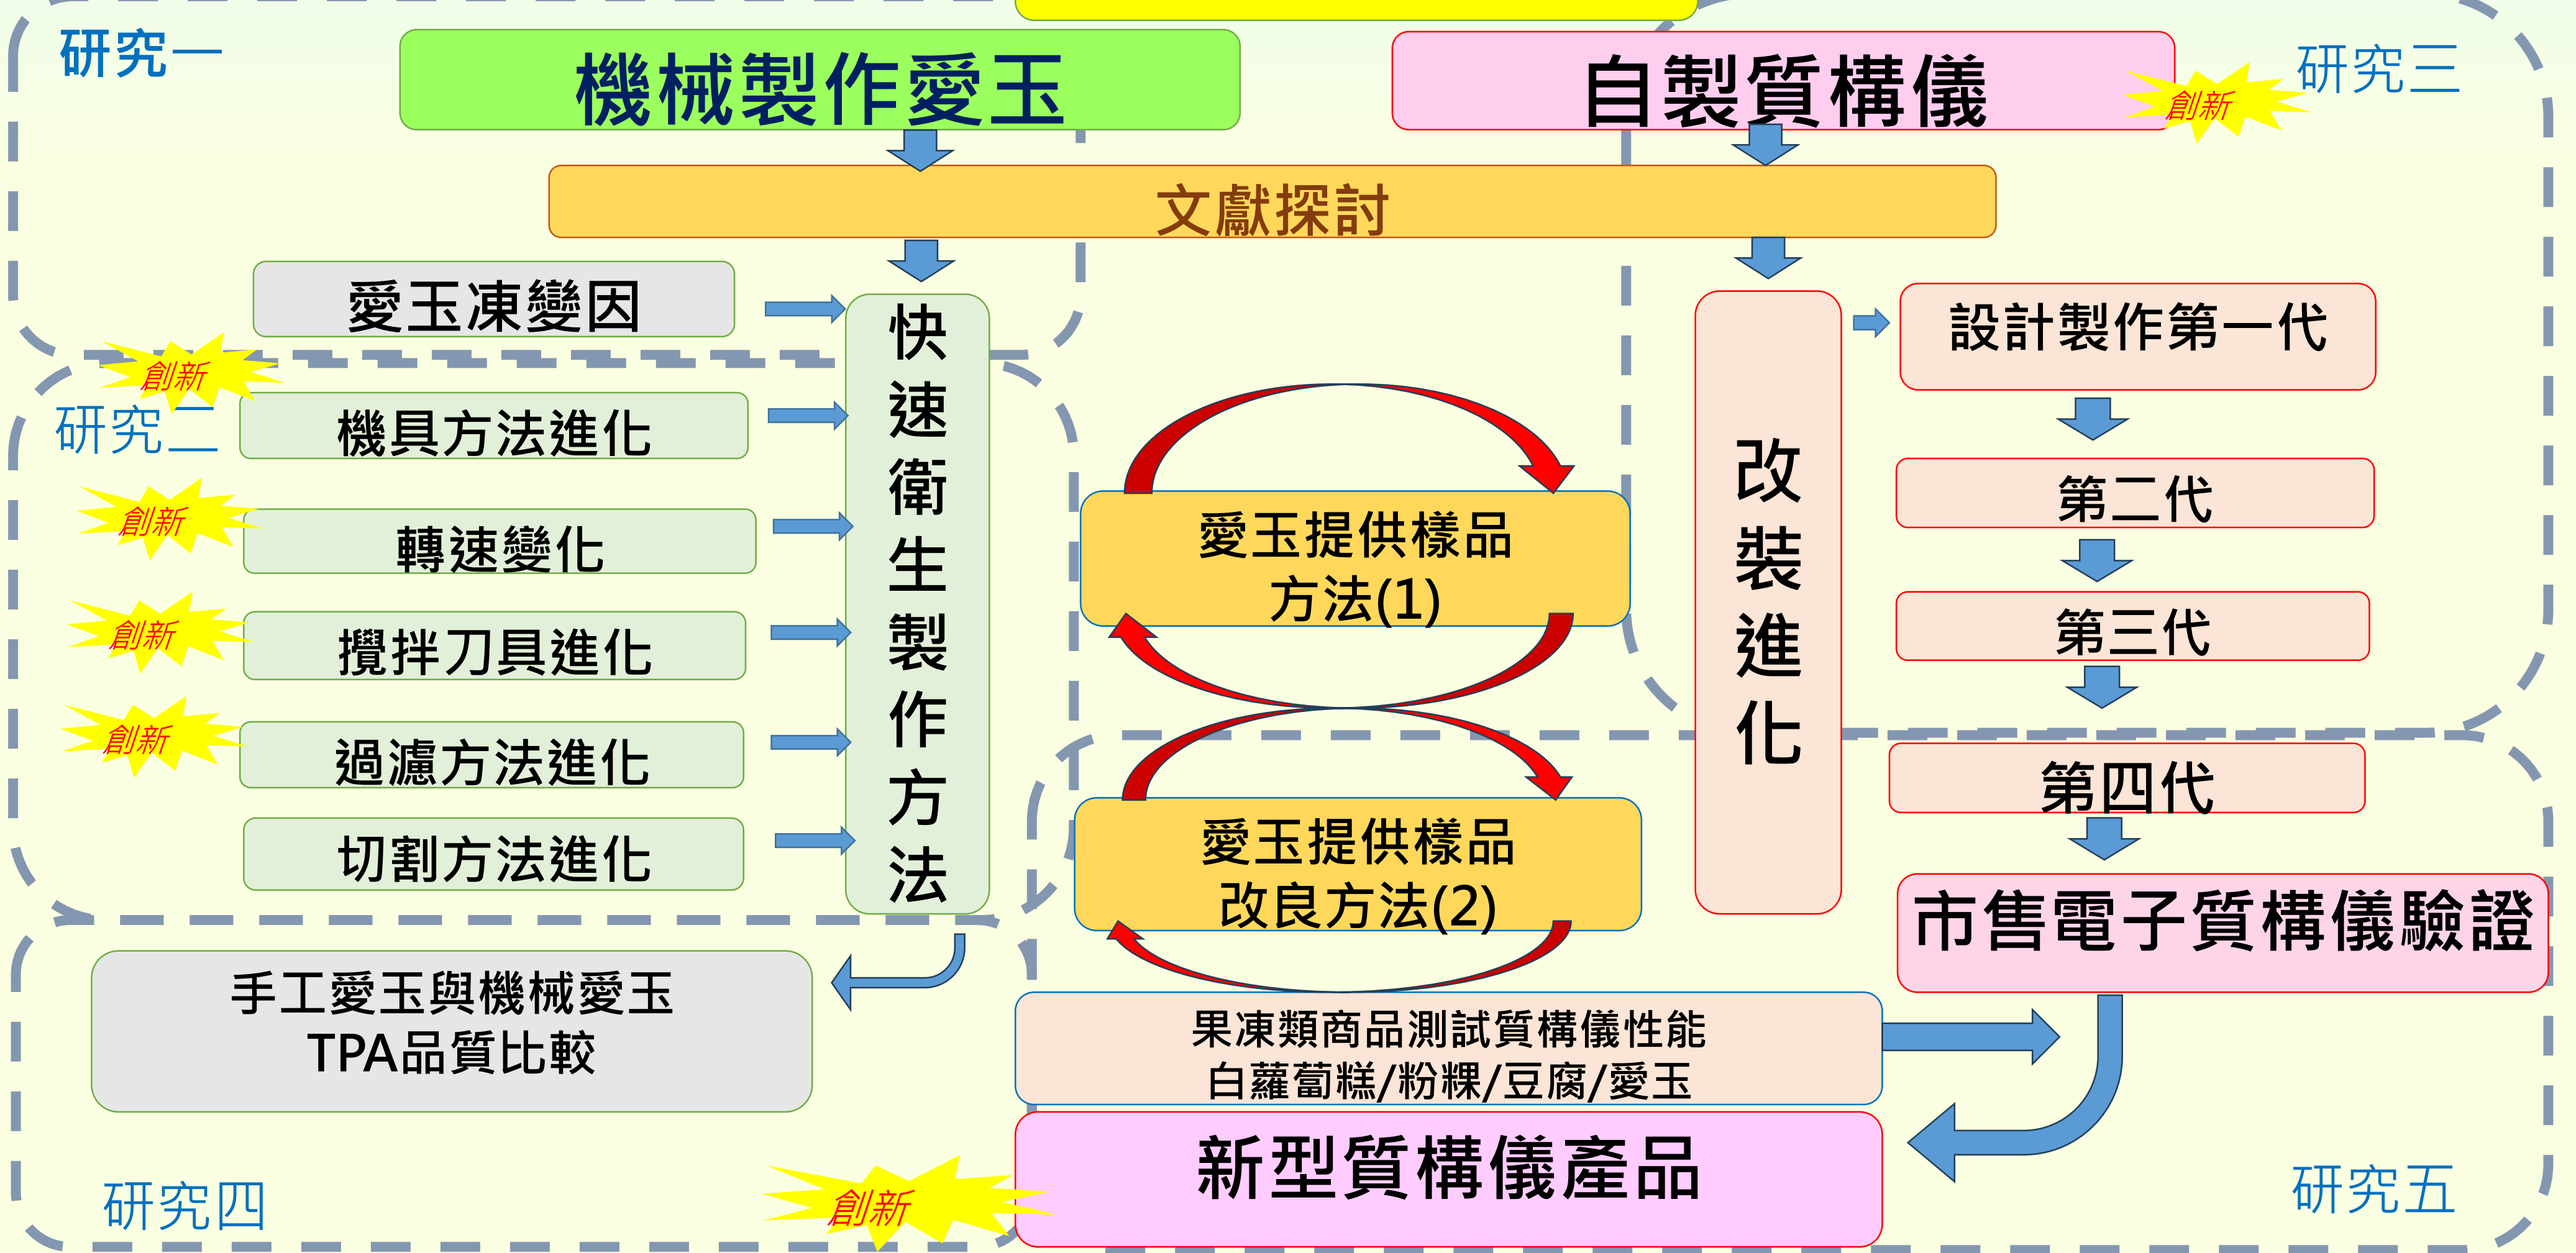 研究一
機械製作愛玉
自製質構儀
創新
研究三
文獻探討
愛玉凍變因
快速衛生製作方法
創新
研究二
機具方法進化
創新
轉速變化
創新
攪拌刀具進化
創新
過濾方法進化
切割方法進化
愛玉提供樣品
方法(1)
愛玉提供樣品
改良方法(2)
改裝進化
設計製作第一代
第二代
第三代
第四代
市售電子質構儀驗證
手工愛玉與機械愛玉
TPA品質比較
研究四
果凍類商品測試質構儀性能
白蘿蔔糕/粉粿/豆腐/愛玉
創新
新型質構儀產品
研究五